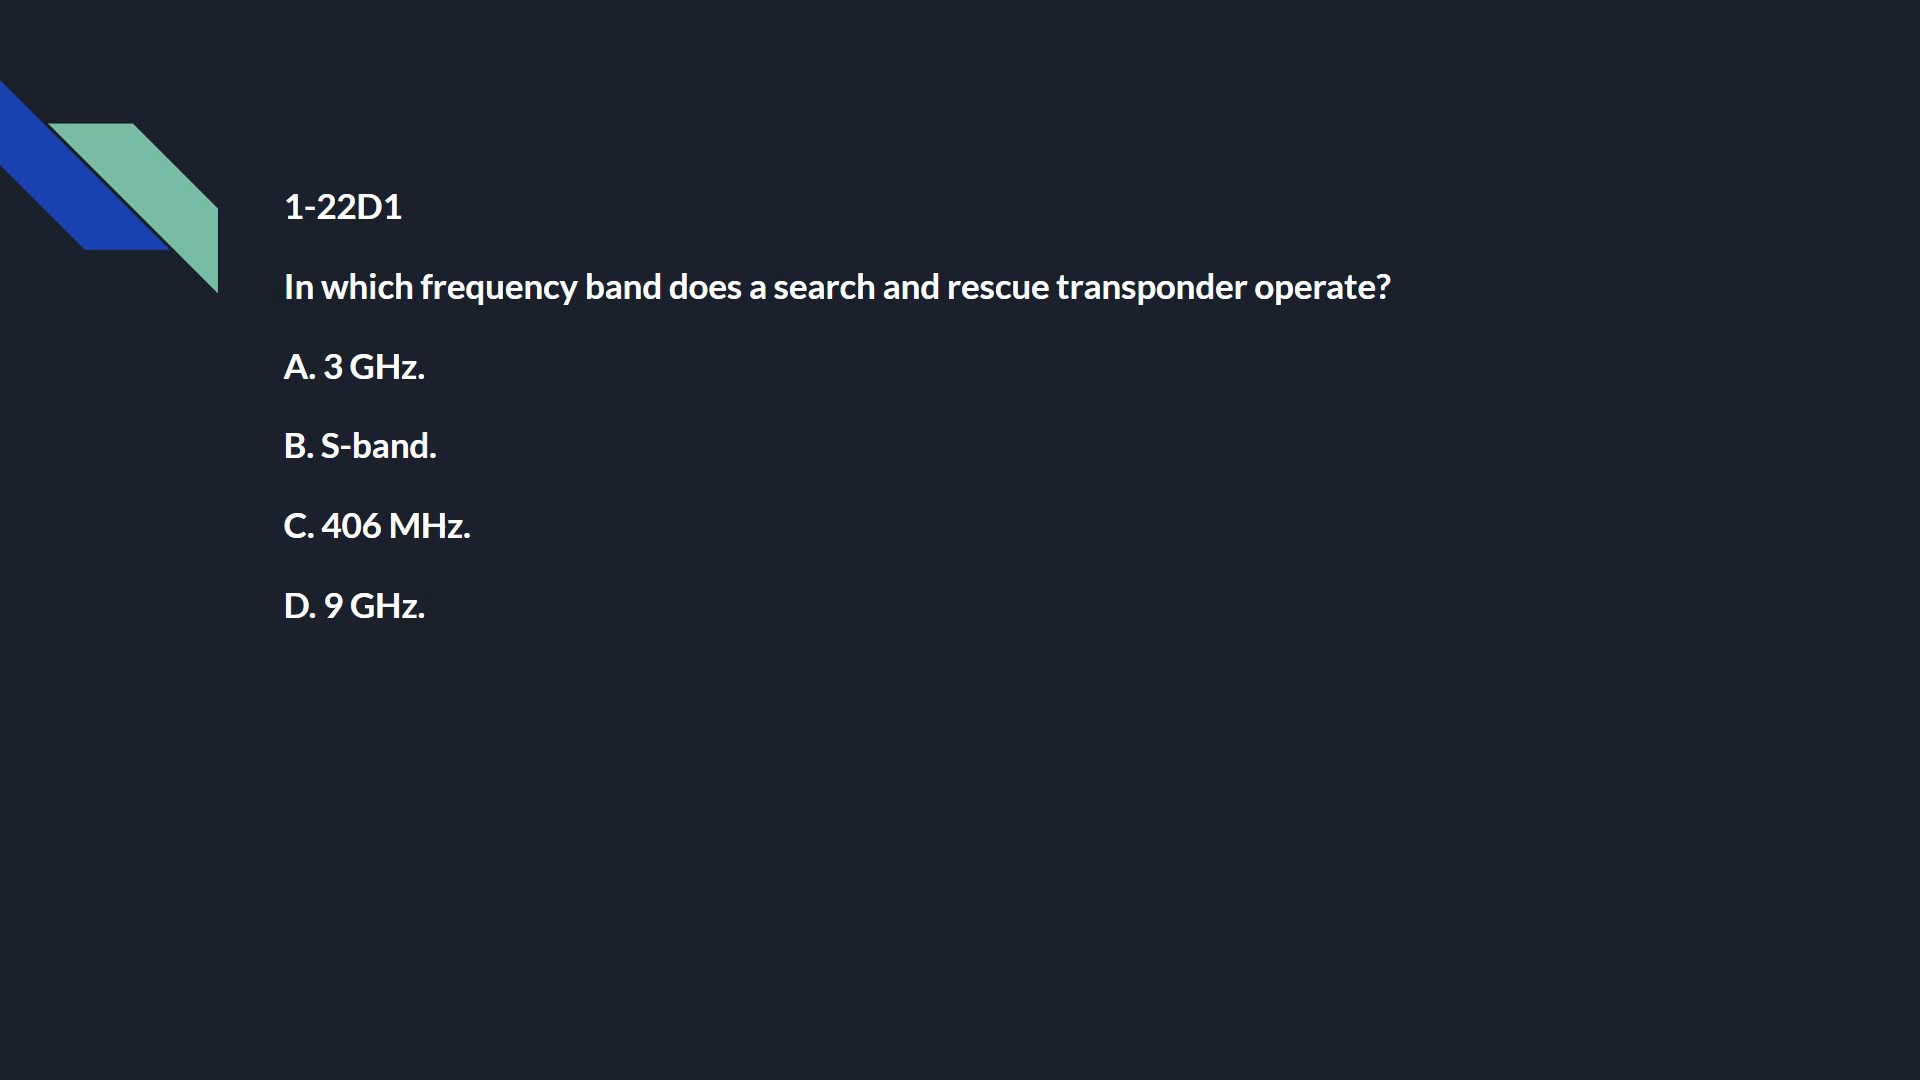 1-22D1
In which frequency band does a search and rescue transponder operate?
A. 3 GHz.
B. S-band.
C. 406 MHz.
D. 9 GHz.